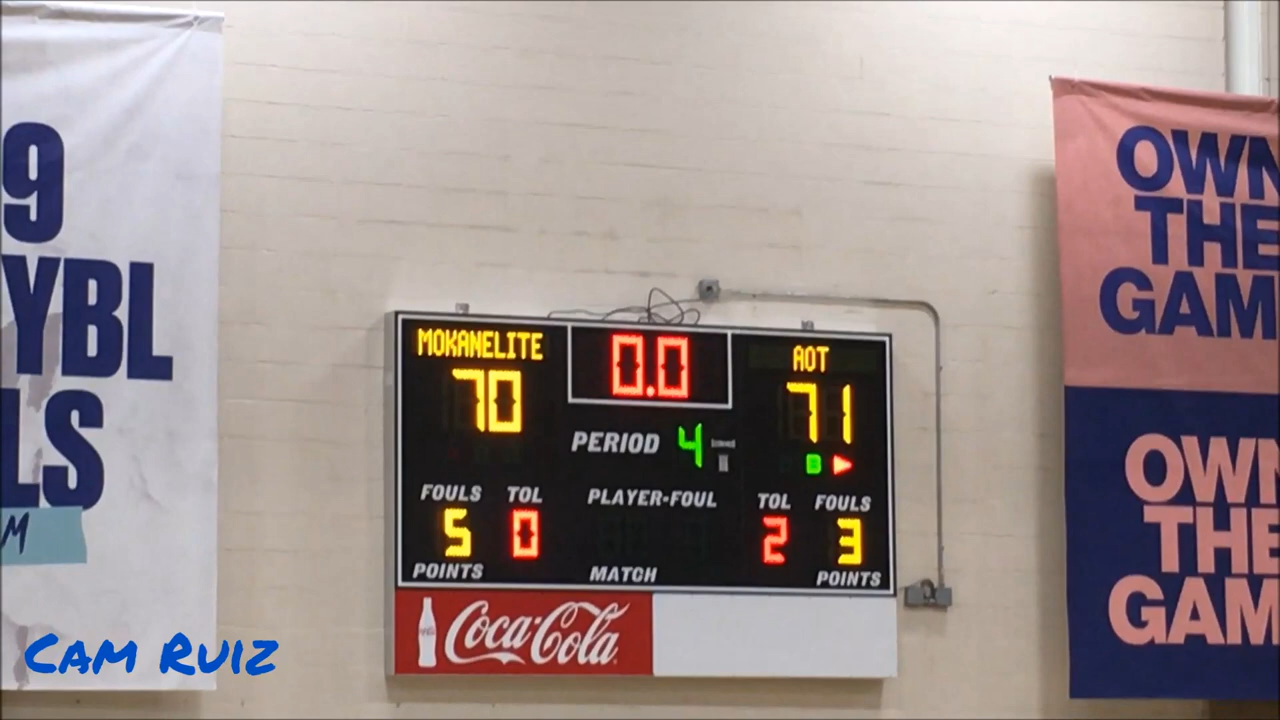 9
YBL
LS
M
CAM RUIZ
MOKANELITE
0.0
AOT
70
71
PERIOD 4
B
FOULS TOL
PLAYER-FOUL
TOL FOULS
5 0
2 3
POINTS
MATCH
POINTS
Coca-Cola
OWN
THE
GAM
OWN
THE
GAM